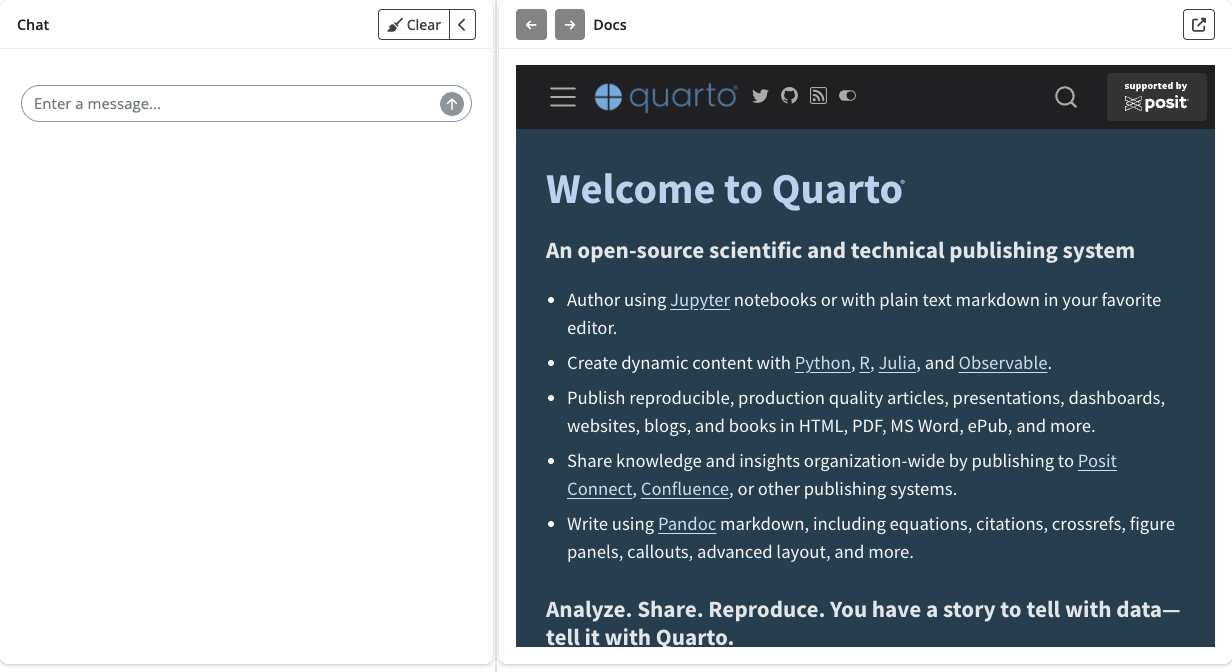 Chat
Clear
Enter a message...
Docs
quarto
supported by
posit
Welcome to Quarto®
An open-source scientific and technical publishing system
Author using Jupyter notebooks or with plain text markdown in your favorite
editor.
Create dynamic content with Python, R, Julia, and Observable.
Publish reproducible, production quality articles, presentations, dashboards,
websites, blogs, and books in HTML, PDF, MS Word, ePub, and more.
Share knowledge and insights organization-wide by publishing to Posit
Connect, Confluence, or other publishing systems.
Write using Pandoc markdown, including equations, citations, crossrefs, figure
panels, callouts, advanced layout, and more.
Analyze. Share. Reproduce. You have a story to tell with data—
tell it with Quarto.